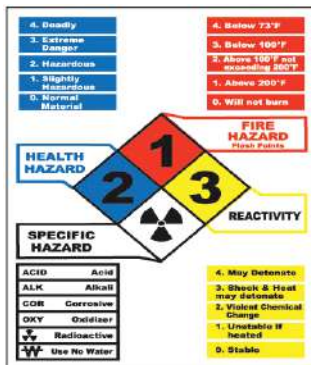 4. Deadly
3. Extreme
Danger
2. Hazardous
1. Slightly
Hazardous
0. Normal
Material
4. Below 73°F
3. Below 100°F
2. Above 100°F not
exceeding 200°F
1. Above 200°F
0. Will not burn
FIRE
HAZARD
Flash Points
HEALTH
HAZARD
1
2
3
REACTIVITY
SPECIFIC
HAZARD
ACID Acid
ALK Alkali
COR Corrosive
OXY Oxidizer
Radioactive
W Use No Water
4. May Detonate
3. Shock & Heat
may detonate
2. Violent Chemical
Change
1. Unstable if
heated
0. Stable